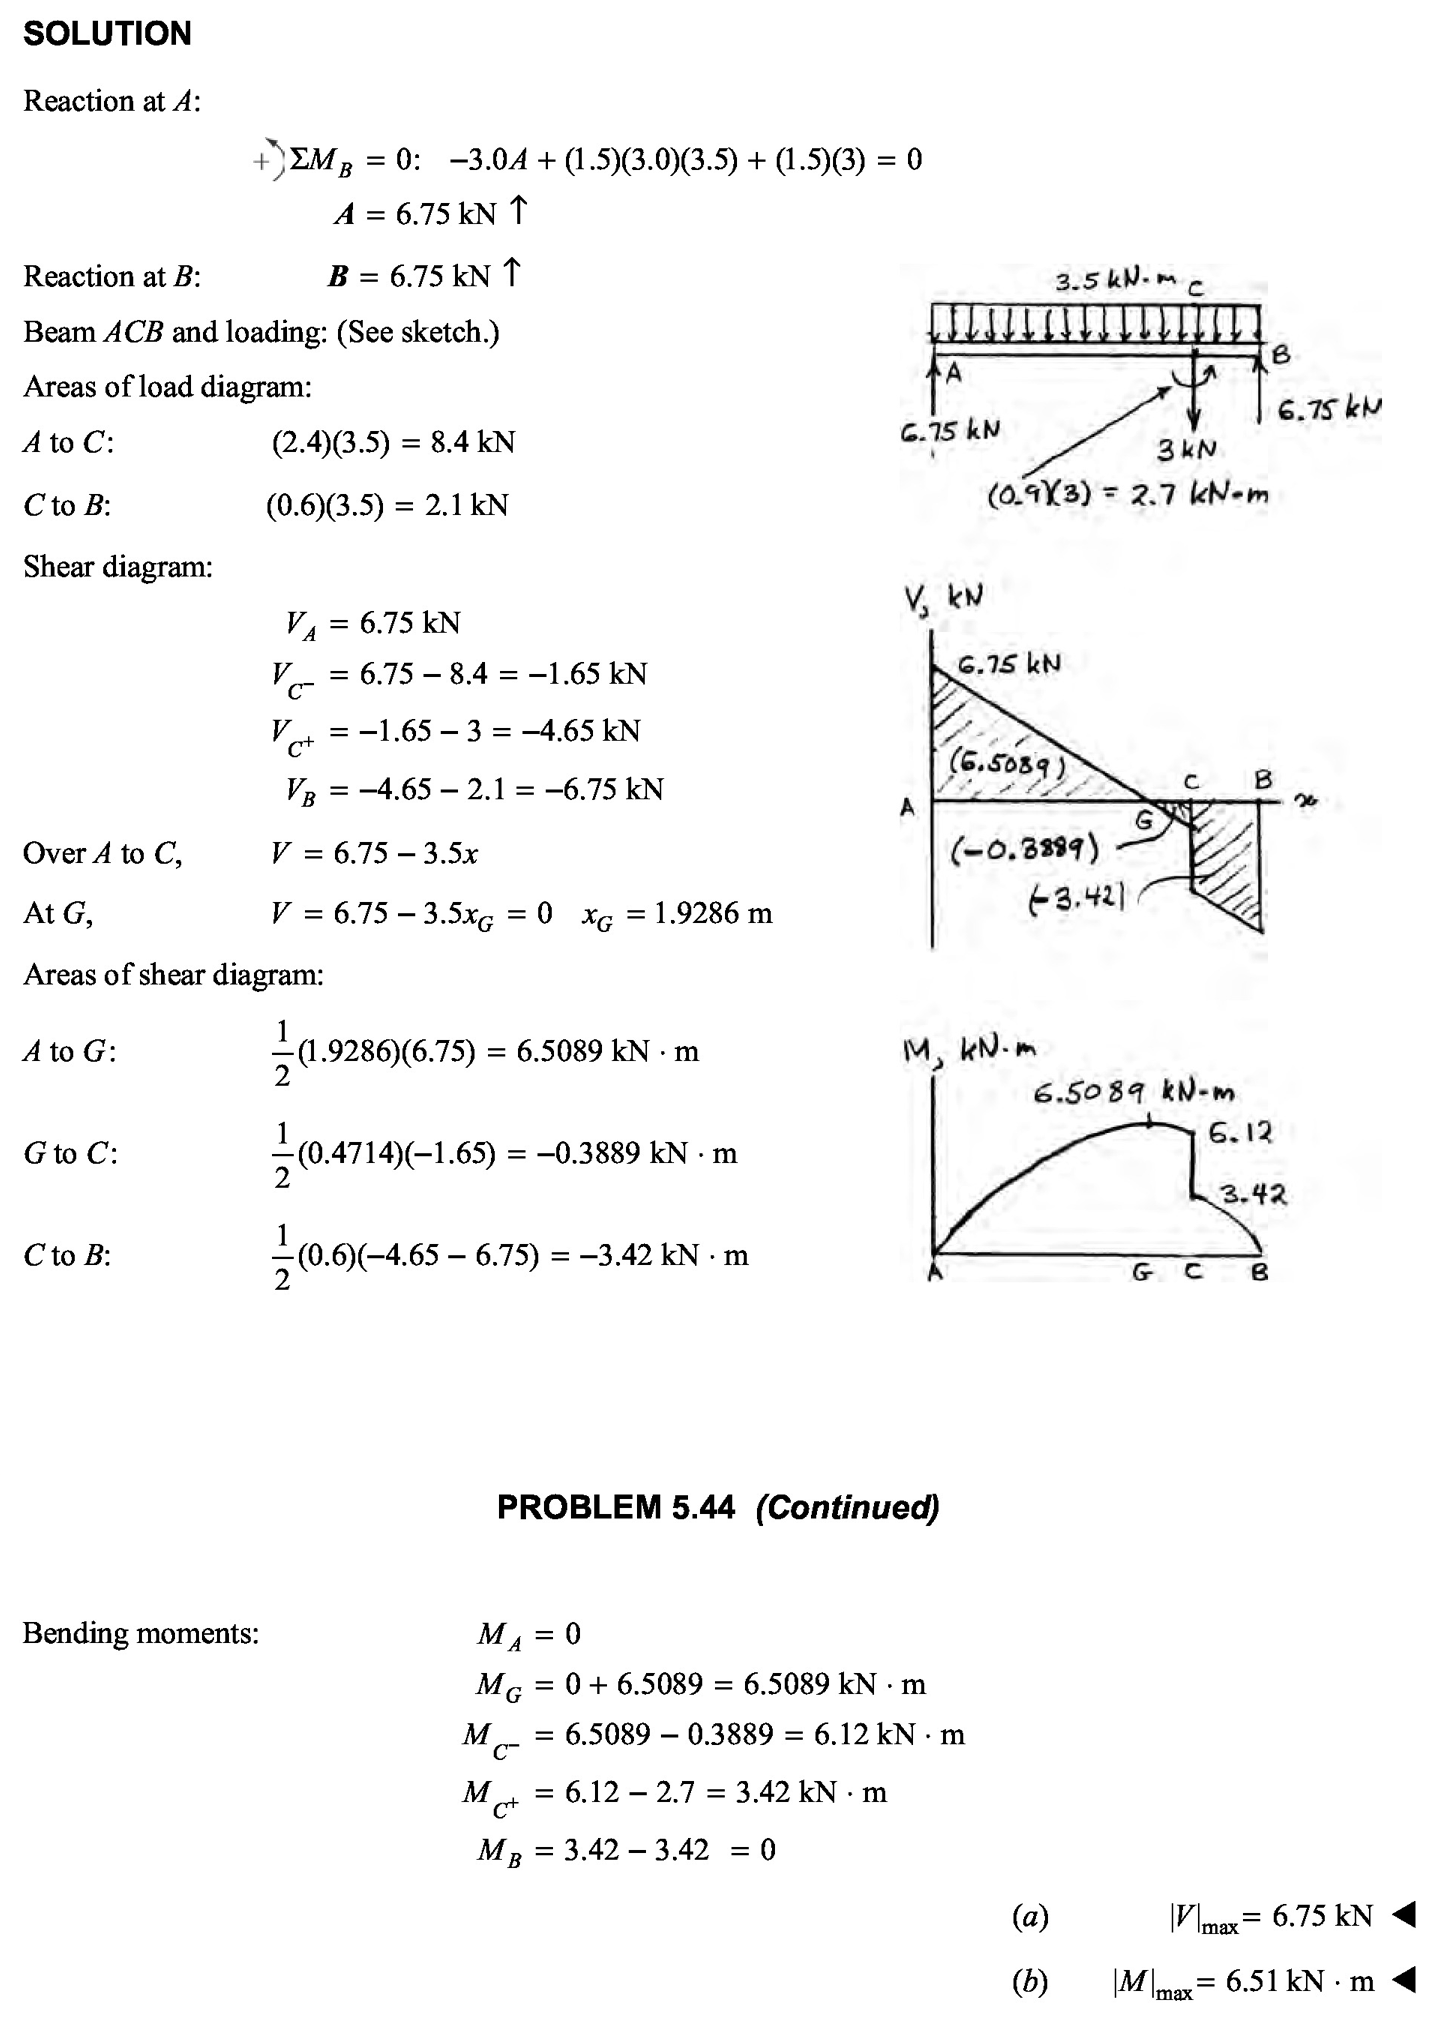 SOLUTION
Reaction at A:
+ ΣM_B = 0: −3.0A + (1.5)(3.0)(3.5) + (1.5)(3) = 0
A = 6.75 kN ↑
Reaction at B: B = 6.75 kN ↑
Beam ACB and loading: (See sketch.)
Areas of load diagram:
A to C: (2.4)(3.5) = 8.4 kN
C to B: (0.6)(3.5) = 2.1 kN
3.5 kN-m C
A B
6.75 kN
6.75 kN
3 kN
(0.9)(3) = 2.7 kN-m
Shear diagram:
V_A = 6.75 kN
V_C− = 6.75 − 8.4 = −1.65 kN
V_C+ = −1.65 − 3 = −4.65 kN
V_B = −4.65 − 2.1 = −6.75 kN
Over A to C, V = 6.75 − 3.5x
At G, V = 6.75 − 3.5x_G = 0 x_G = 1.9286 m
V, kN
6.75 kN
(6.5089)
A G C B x
(−0.3889)
(−3.42)
Areas of shear diagram:
A to G: 1/2 (1.9286)(6.75) = 6.5089 kN · m
G to C: 1/2 (0.4714)(−1.65) = −0.3889 kN · m
C to B: 1/2 (0.6)(−4.65 − 6.75) = −3.42 kN · m
M, kN-m
6.5089 kN-m
6.12
3.42
A G C B
PROBLEM 5.44 (Continued)
Bending moments: M_A = 0
M_G = 0 + 6.5089 = 6.5089 kN · m
M_C− = 6.5089 − 0.3889 = 6.12 kN · m
M_C+ = 6.12 − 2.7 = 3.42 kN · m
M_B = 3.42 − 3.42 = 0
(a) |V|max = 6.75 kN ◄
(b) |M|max = 6.51 kN · m ◄